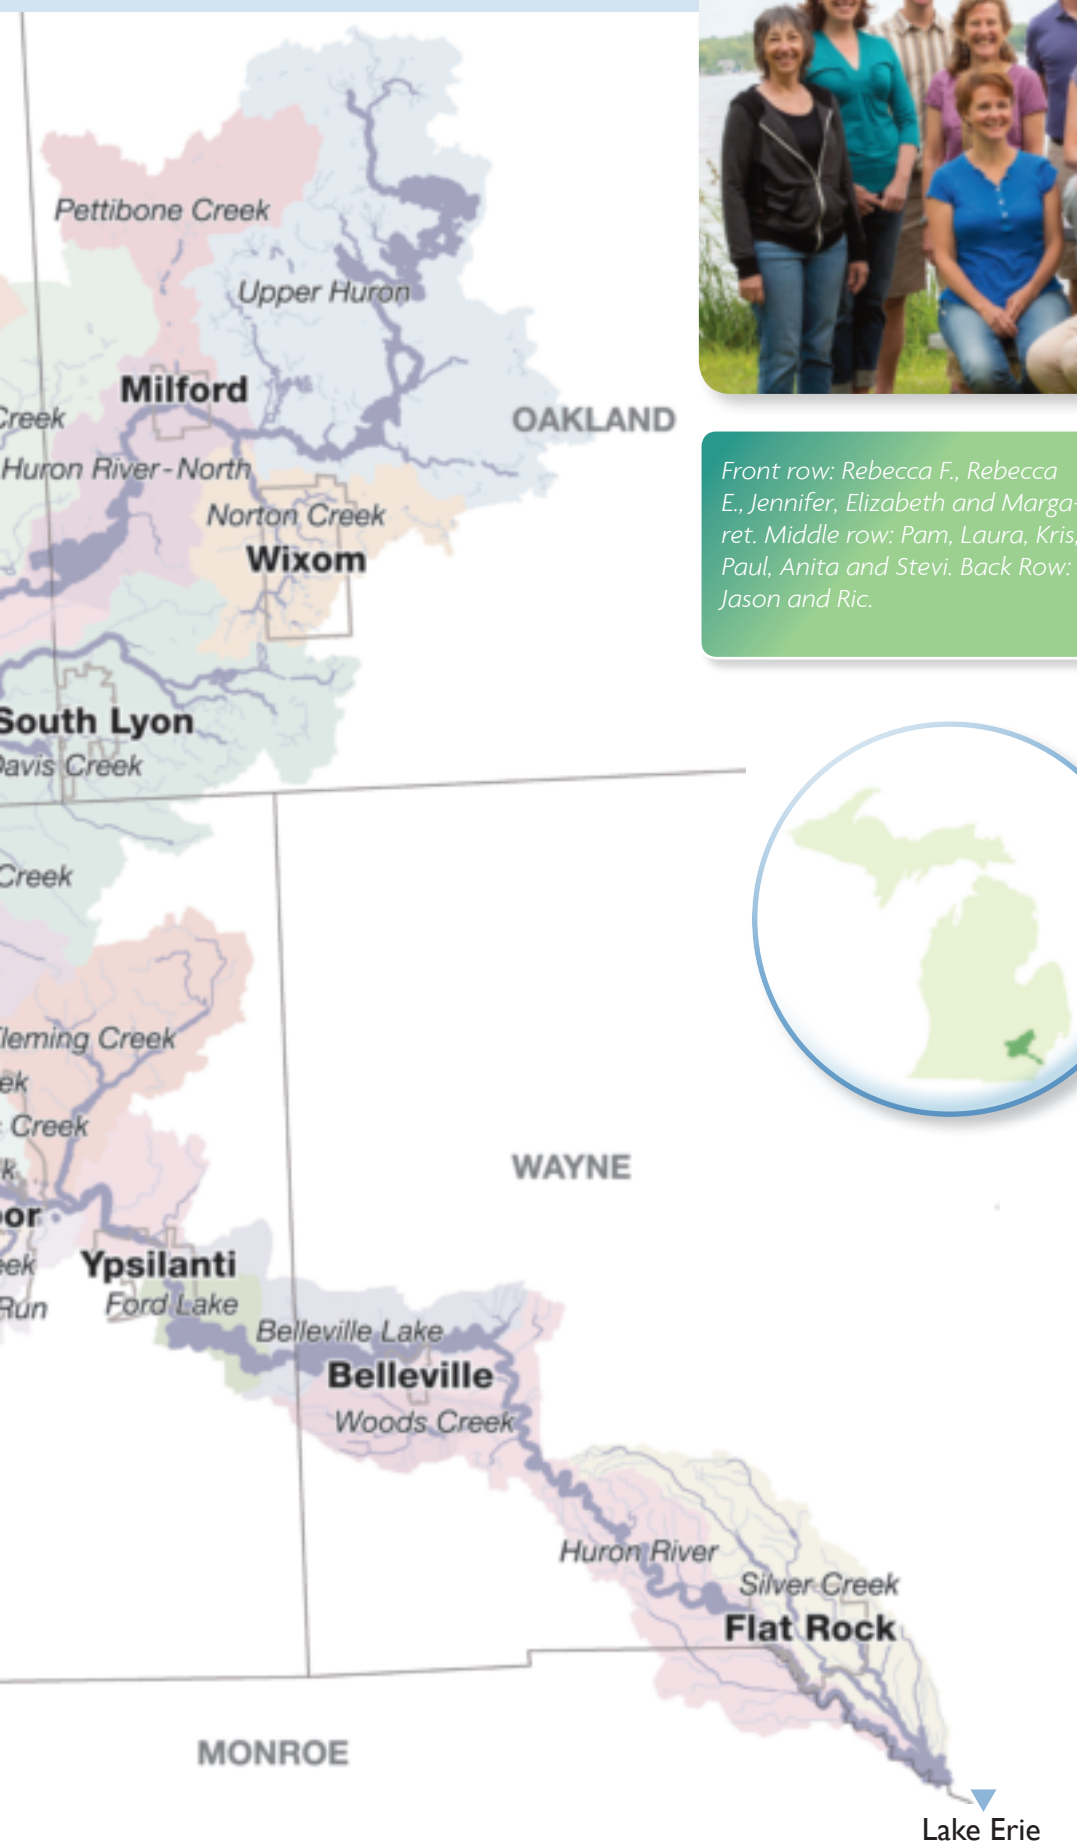 Pettibone Creek
Upper Huron
Milford
Creek
OAKLAND
Huron River-North
Norton Creek
Wixom
Front row: Rebecca F., Rebecca
E., Jennifer, Elizabeth and Marga-
ret. Middle row: Pam, Laura, Kris,
Paul, Anita and Stevi. Back Row:
Jason and Ric.
South Lyon
Davis Creek
Creek
Fleming Creek
Creek
WAYNE
Ypsilanti
Ford Lake
Run
Belleville Lake
Belleville
Woods Creek
Huron River
Silver Creek
Flat Rock
MONROE
Lake Erie